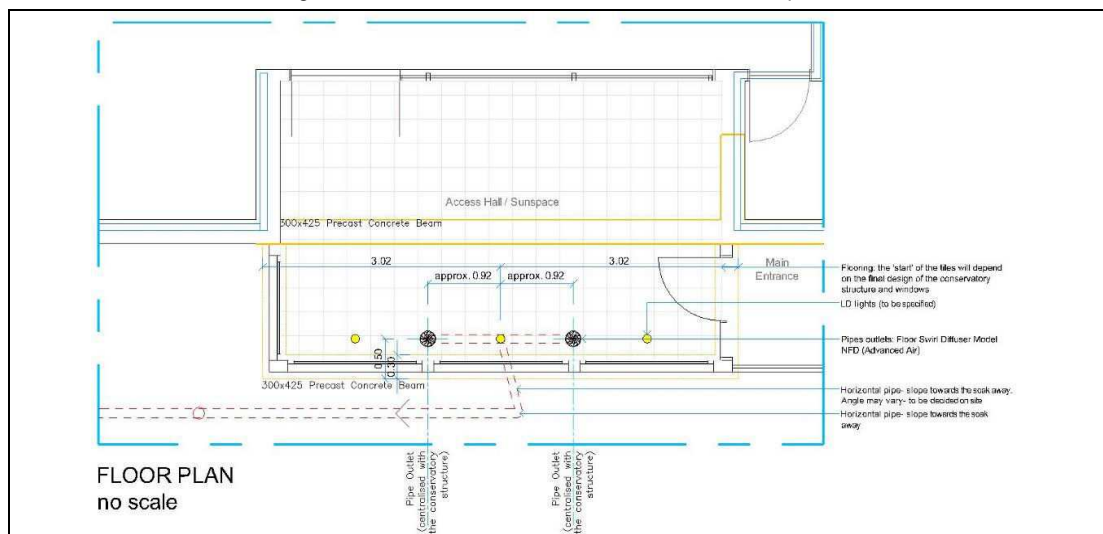 Access Hall / Sunspace
300x425 Precast Concrete Beam
3.02
3.02
approx. 0.92
approx. 0.92
Main
Entrance
Flooring: the 'start' of the tiles will depend
on the final design of the conservatory
structure and windows
LD lights (to be specified)
Pipes outlets: Floor Swirl Diffuser Model
NFD (Advanced Air)
0.50
0.30
300x425 Precast Concrete Beam
Horizontal pipe- slope towards the soak away.
Angle may vary- to be decided on site
Horizontal pipe- slope towards the soak
away
FLOOR PLAN
no scale
Pipe Outlet
(centralised with
the conservatory
structure)
Pipe Outlet
(centralised with
the conservatory
structure)